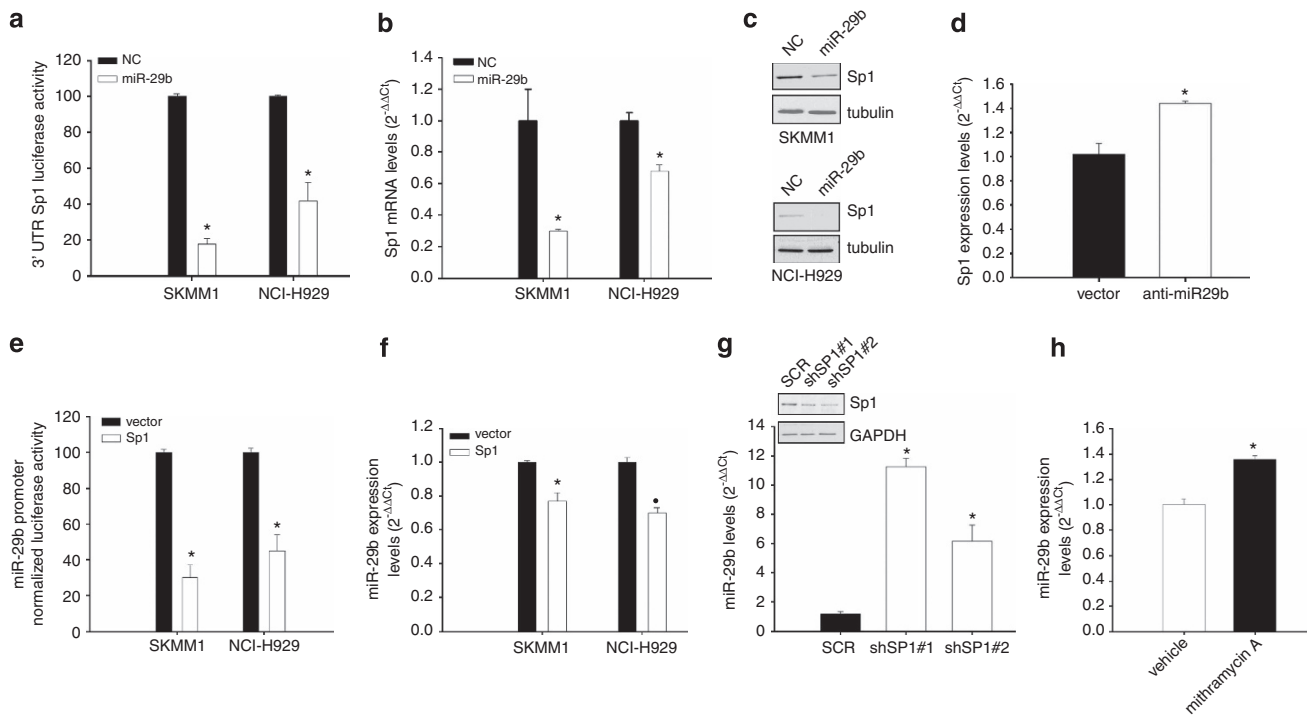 a
3' UTR Sp1 luciferase activity
120
100
80
60
40
20
0
NC
miR-29b
*
*
SKMM1
NCI-H929
b
Sp1 mRNA levels (2-ΔΔCt)
1.4
1.2
1.0
0.8
0.6
0.4
0.2
0.0
NC
miR-29b
*
*
SKMM1
NCI-H929
c
NC
miR-29b
Sp1
tubulin
SKMM1
NC
miR-29b
Sp1
tubulin
NCI-H929
d
Sp1 expression levels (2-ΔΔCt)
1.6
1.4
1.2
1.0
0.8
0.6
0.4
0.2
0.0
*
vector
anti-miR29b
e
miR-29b promoter
normalized luciferase activity
120
100
80
60
40
20
0
vector
Sp1
*
*
SKMM1
NCI-H929
f
miR-29b expression
levels (2-ΔΔCt)
1.2
1.0
0.8
0.6
0.4
0.2
0.0
vector
Sp1
*
•
SKMM1
NCI-H929
g
SCR
shSP1#1
shSP1#2
Sp1
GAPDH
miR-29b levels (2-ΔΔCt)
14
12
10
8
6
4
2
0
*
*
SCR
shSP1#1
shSP1#2
h
miR-29b expression
levels (2-ΔΔCt)
1.6
1.4
1.2
1.0
0.8
0.6
0.4
0.2
0.0
*
vehicle
mithramycin A